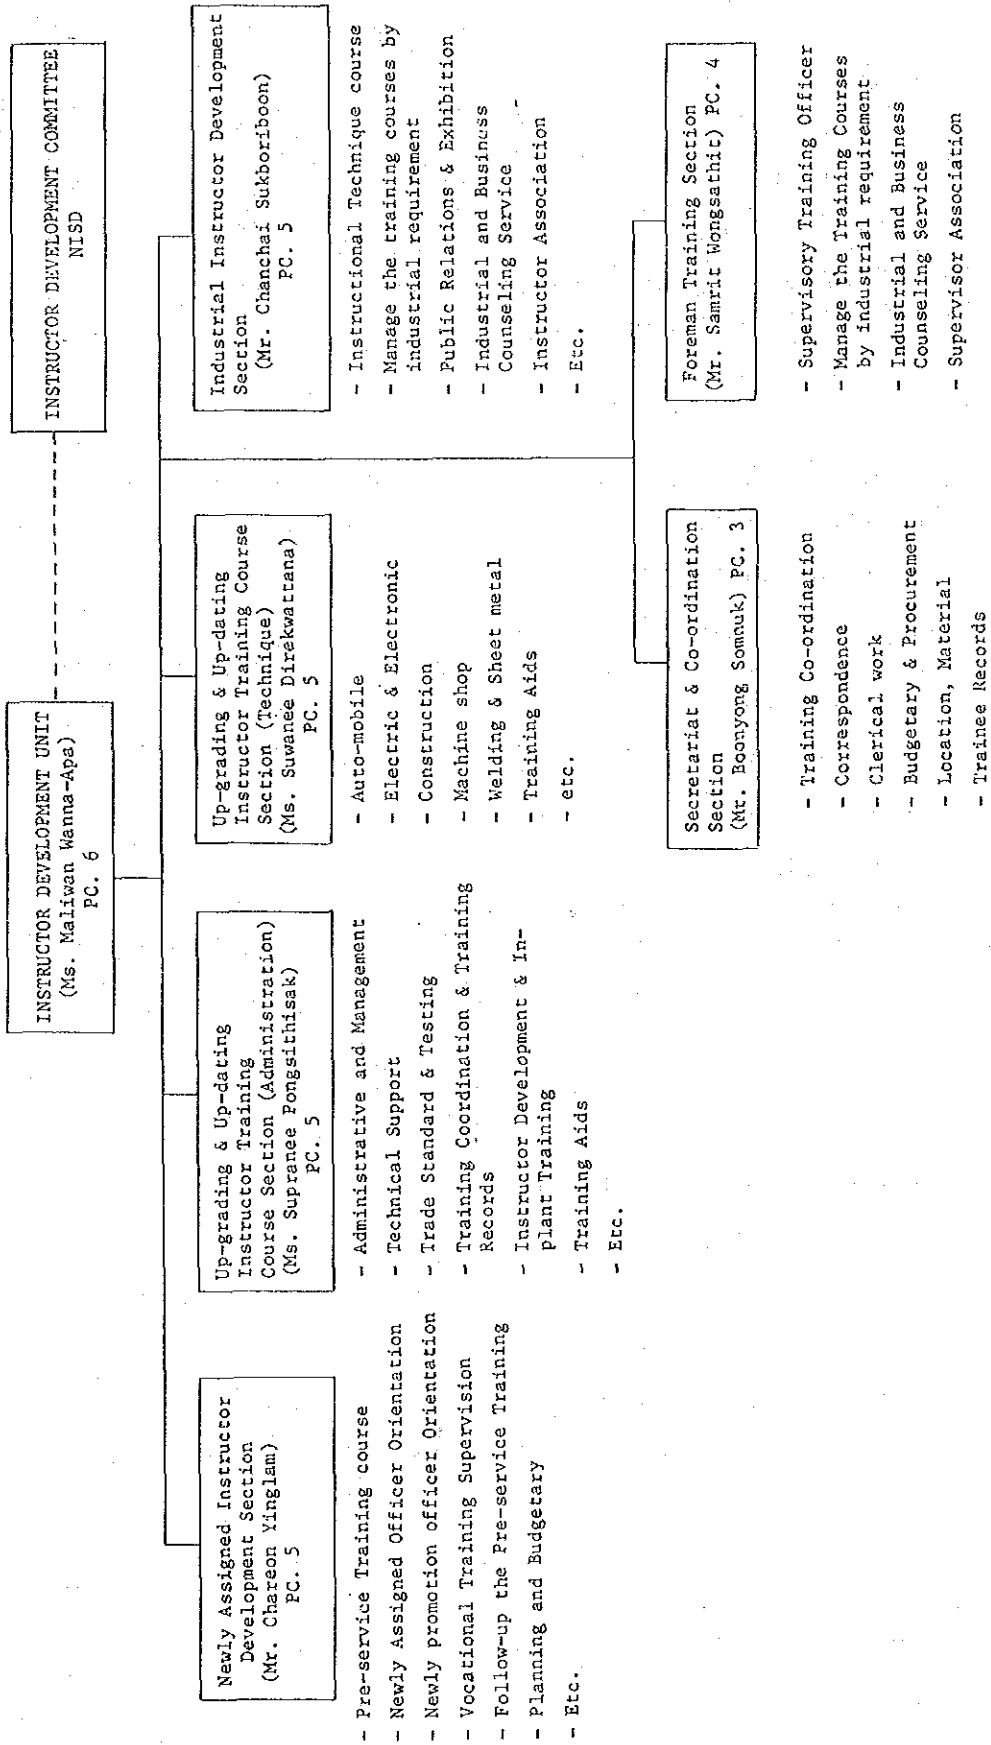 INSTRUCTOR DEVELOPMENT UNIT
(Ms. Maliwan Wanna-Apa)
PC. 6
INSTRUCTOR DEVELOPMENT COMMITTEE
NISD
Newly Assigned Instructor
Development Section
(Mr. Chareon Yinglam)
PC. 5
- Pre-service Training course
- Newly Assigned Officer Orientation
- Newly promotion officer Orientation
- Vocational Training Supervision
- Follow-up the Pre-service Training
- Planning and Budgetary
- Etc.
Up-grading & Up-dating
Instructor Training
Course Section (Administration)
(Ms. Supranee Pongsithisak)
PC. 5
- Administrative and Management
- Technical Support
- Trade Standard & Testing
- Training Coordination & Training
Records
- Instructor Development & In-
plant Training
- Training Aids
- Etc.
Up-grading & Up-dating
Instructor Training Course
Section (Technique)
(Ms. Suwanee Direkwattana)
PC. 5
- Auto-mobile
- Electric & Electronic
- Construction
- Machine shop
- Welding & Sheet metal
- Training Aids
- etc.
Industrial Instructor Development
Section
(Mr. Chanchai Sukboriboon)
PC. 5
- Instructional Technique course
- Manage the training courses by
industrial requirement
- Public Relations & Exhibition
- Industrial and Business
Counseling Service
- Instructor Association
- Etc.
Secretariat & Co-ordination
Section
(Mr. Boonyong Somnuk) PC. 3
- Training Co-ordination
- Correspondence
- Clerical work
- Budgetary & Procurement
- Location, Material
- Trainee Records
Foreman Training Section
(Mr. Samrit Wongsathit) PC. 4
- Supervisory Training Officer
- Manage the Training Courses
by industrial requirement
- Industrial and Business
Counseling Service
- Supervisor Association